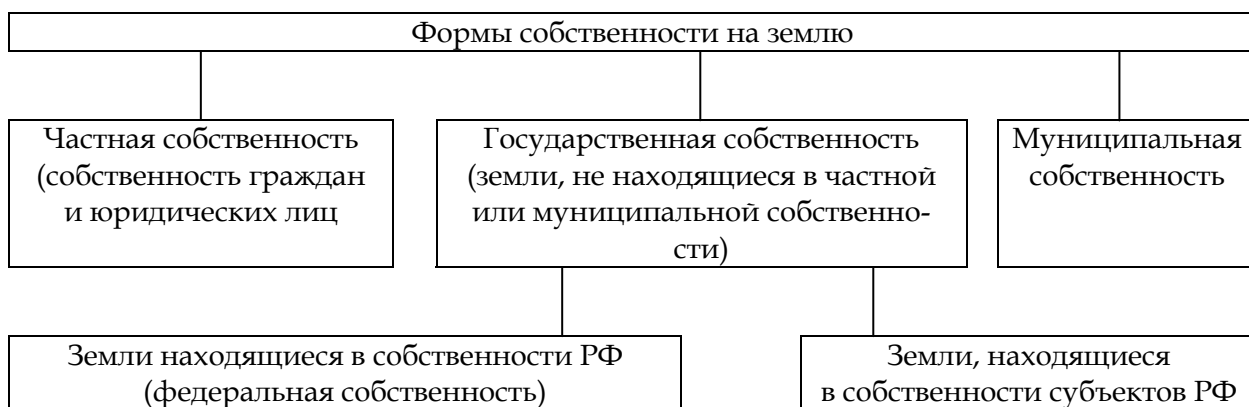 Формы собственности на землю
Частная собственность
(собственность граждан
и юридических лиц
Государственная собственность
(земли, не находящиеся в частной
или муниципальной собственно-
сти)
Муниципальная
собственность
Земли находящиеся в собственности РФ
(федеральная собственность)
Земли, находящиеся
в собственности субъектов РФ